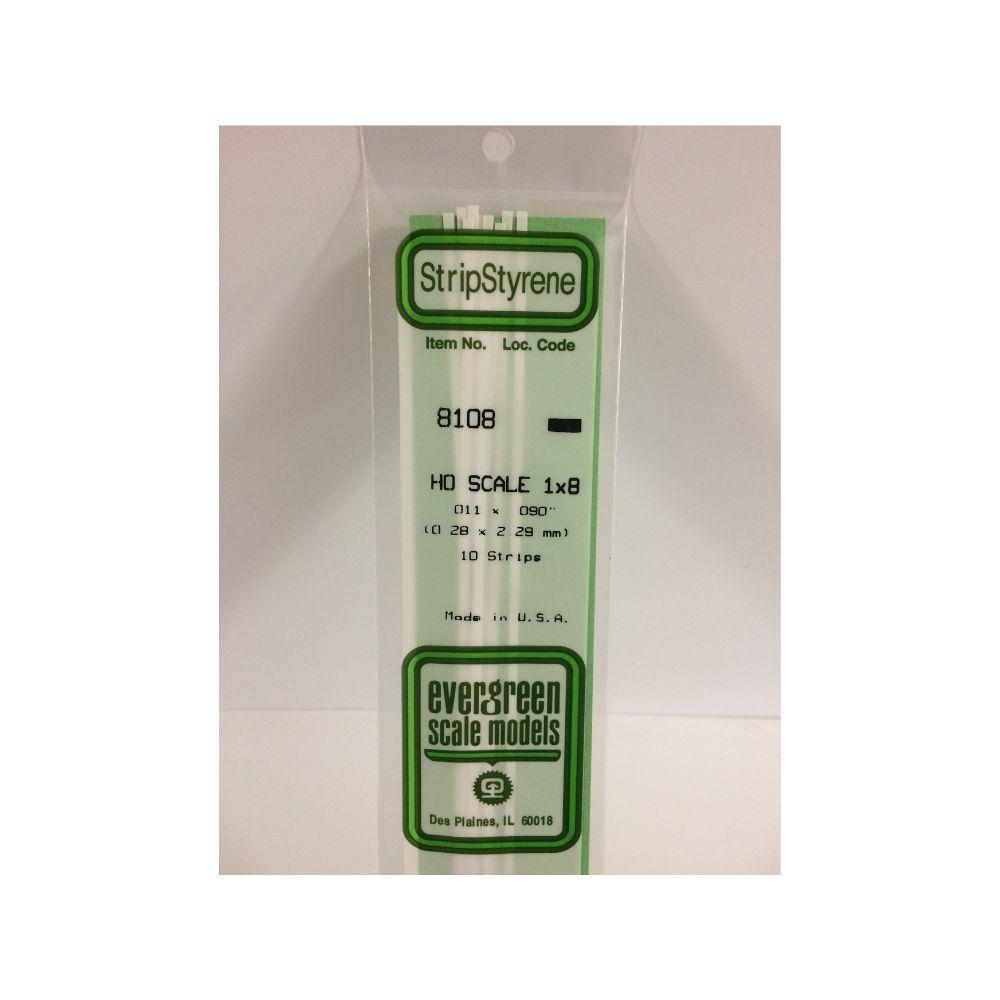 StripStyrene
Item No. Loc. Code
8108
HO SCALE 1x8
.011 x .090"
(0.28 x 2.29 mm)
10 Strips
Made in U.S.A.
evergreen
scale models
Des Plaines, IL 60018